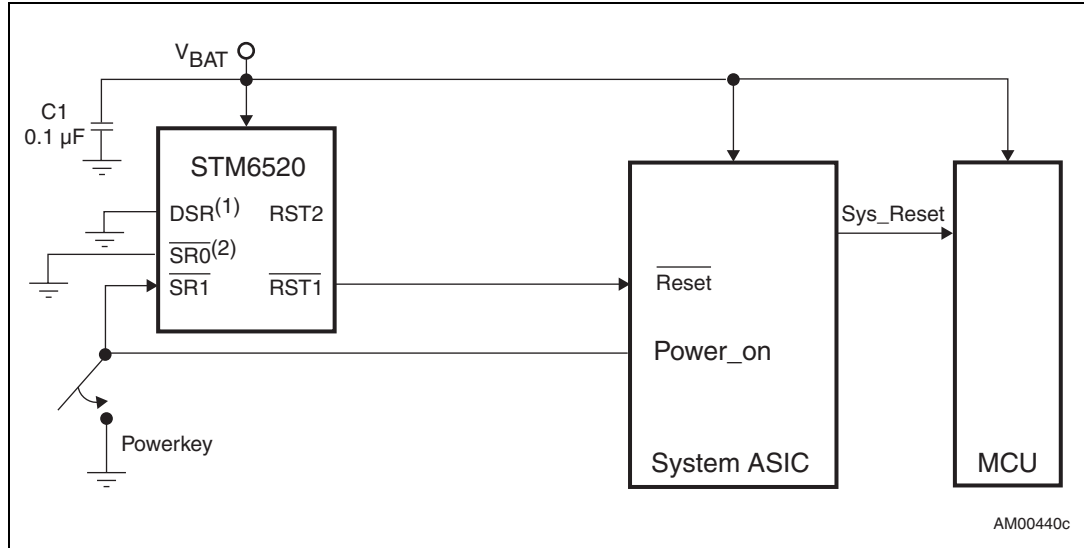 V_BAT
C1
0.1 µF
STM6520
DSR(1) RST2
SR0(2)
SR1 RST1
Powerkey
Reset
Power_on
System ASIC
Sys_Reset
MCU
AM00440c